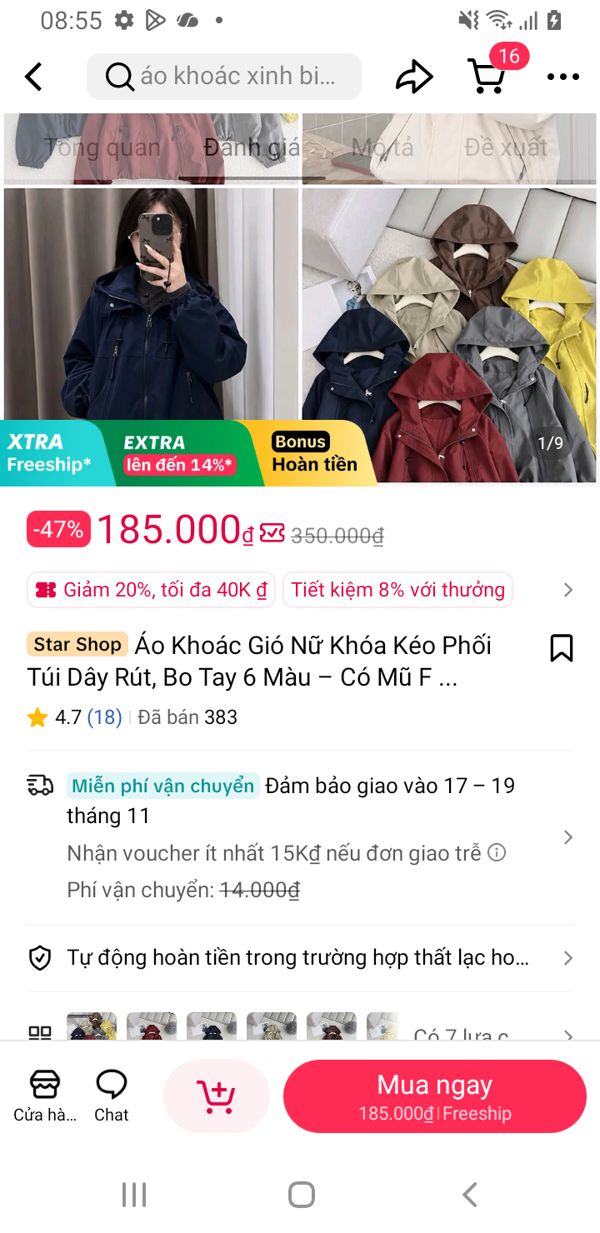 08:55
áo khoác xinh bi...
16
Tổng quan
Đánh giá
Mô tả
Đề xuất
XTRA
Freeship*
EXTRA
lên đến 14%*
Bonus
Hoàn tiền
1/9
-47% 185.000₫ 350.000₫
Giảm 20%, tối đa 40K ₫
Tiết kiệm 8% với thưởng
Star Shop Áo Khoác Gió Nữ Khóa Kéo Phối
Túi Dây Rút, Bo Tay 6 Màu – Có Mũ F ...
4.7 (18) Đã bán 383
Miễn phí vận chuyển Đảm bảo giao vào 17 – 19
tháng 11
Nhận voucher ít nhất 15K₫ nếu đơn giao trễ
Phí vận chuyển: 14.000₫
Tự động hoàn tiền trong trường hợp thất lạc ho...
Có 7 lựa c...
Cửa hà...
Chat
Mua ngay
185.000₫ | Freeship